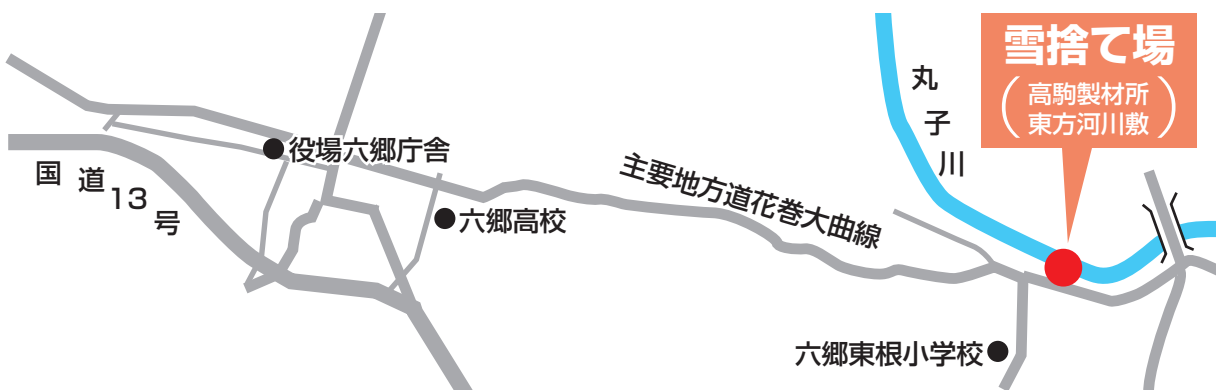 雪捨て場
(高駒製材所
東方河川敷)
丸子川
役場六郷庁舎
国道13号
主要地方道花巻大曲線
六郷高校
六郷東根小学校